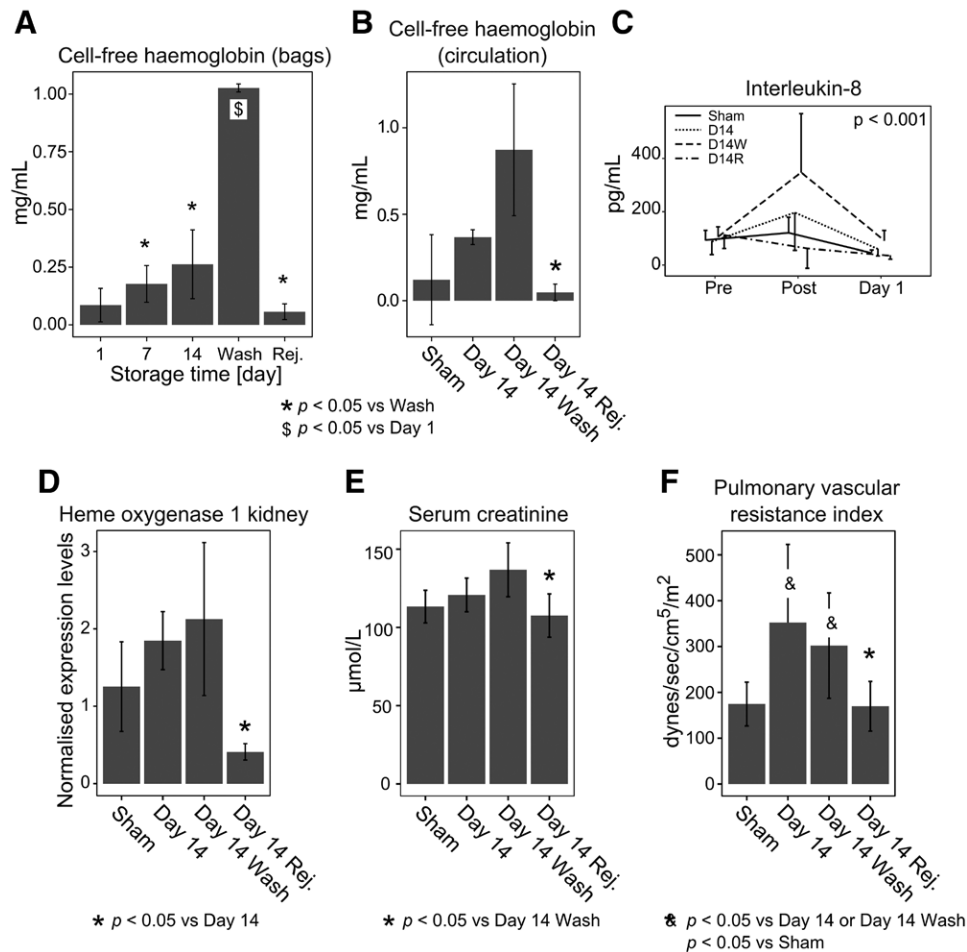 A
Cell-free haemoglobin (bags)
mg/mL
1.00
0.75
0.50
0.25
0.00
$
*
*
*
1
7
14
Wash
Rej.
Storage time [day]
B
Cell-free haemoglobin
(circulation)
mg/mL
1.0
0.5
0.0
*
Sham
Day 14
Day 14 Wash
Day 14 Rej.
* p < 0.05 vs Wash
$ p < 0.05 vs Day 1
C
Interleukin-8
pg/mL
400
200
0
Sham
D14
D14W
D14R
p < 0.001
Pre
Post
Day 1
D
Heme oxygenase 1 kidney
Normalised expression levels
3
2
1
0
*
Sham
Day 14
Day 14 Wash
Day 14 Rej.
* p < 0.05 vs Day 14
E
Serum creatinine
µmol/L
150
100
50
0
*
Sham
Day 14
Day 14 Wash
Day 14 Rej.
* p < 0.05 vs Day 14 Wash
F
Pulmonary vascular
resistance index
dynes/sec/cm⁵/m²
500
400
300
200
100
0
&
&
*
Sham
Day 14
Day 14 Wash
Day 14 Rej.
& p < 0.05 vs Day 14 or Day 14 Wash
p < 0.05 vs Sham